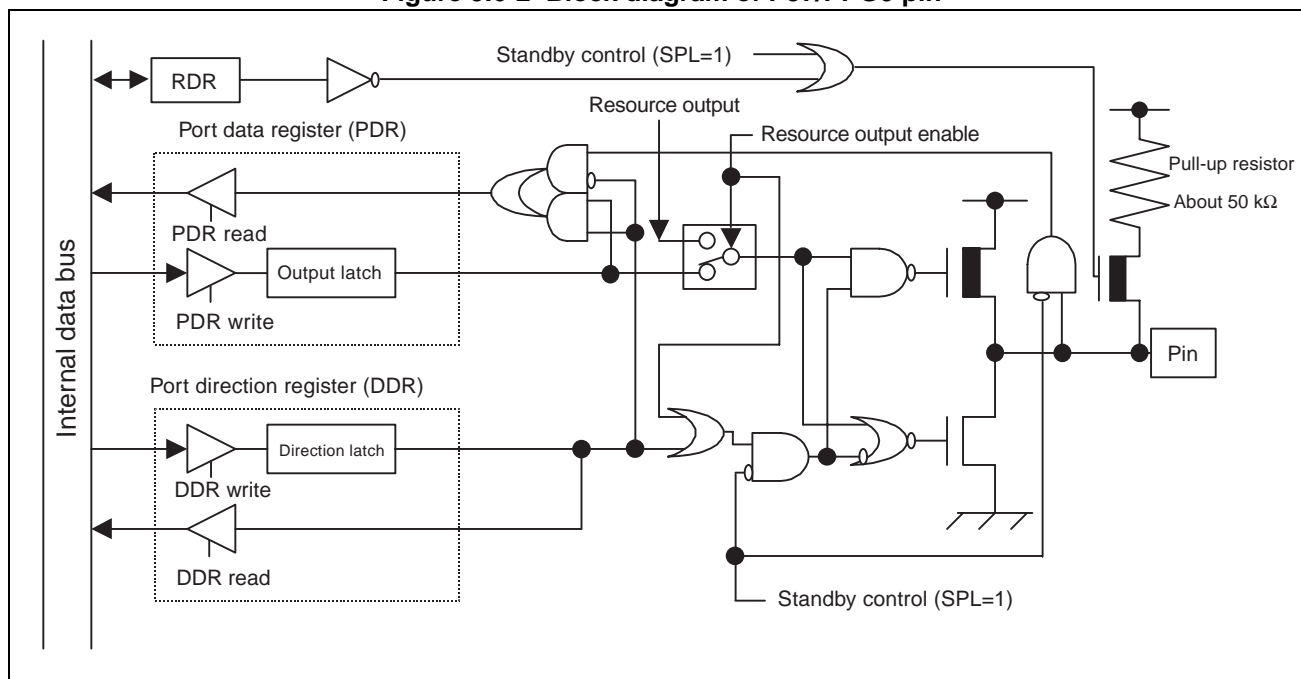 Standby control (SPL=1)
RDR
Resource output
Port data register (PDR)
Resource output enable
Pull-up resistor
About 50 kΩ
PDR read
Output latch
PDR write
Internal data bus
Pin
Port direction register (DDR)
Direction latch
DDR write
DDR read
Standby control (SPL=1)